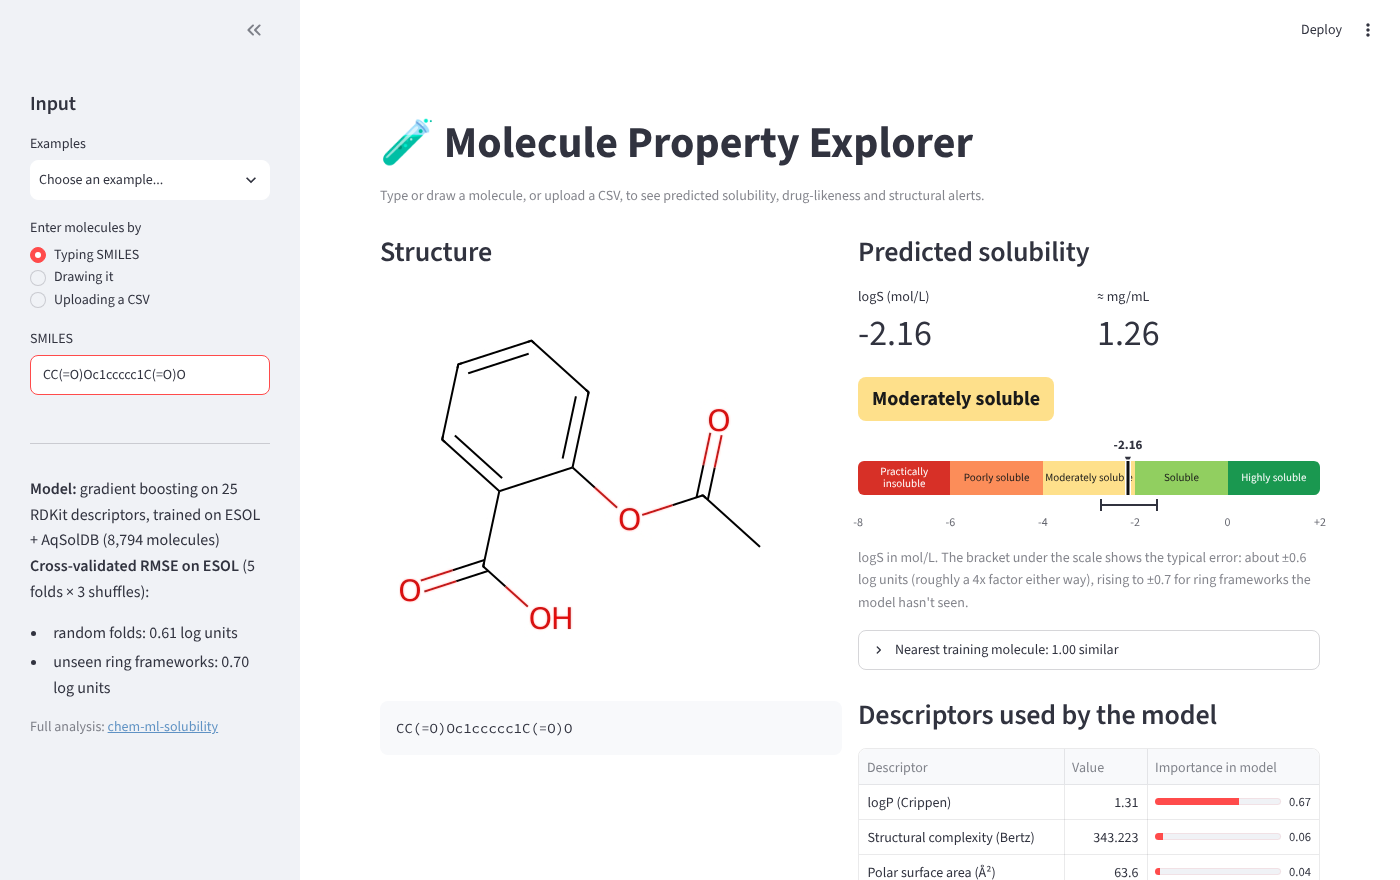 Deploy
Input
Examples
Choose an example...
Enter molecules by
Typing SMILES
Drawing it
Uploading a CSV
SMILES
CC(=O)Oc1ccccc1C(=O)O
Model: gradient boosting on 25
RDKit descriptors, trained on ESOL
+ AqSolDB (8,794 molecules)
Cross-validated RMSE on ESOL (5
folds × 3 shuffles):
• random folds: 0.61 log units
• unseen ring frameworks: 0.70
log units
Full analysis: chem-ml-solubility
Molecule Property Explorer
Type or draw a molecule, or upload a CSV, to see predicted solubility, drug-likeness and structural alerts.
Structure
O
O
O
OH
CC(=O)Oc1ccccc1C(=O)O
Predicted solubility
logS (mol/L)
≈ mg/mL
-2.16
1.26
Moderately soluble
-2.16
Practically
insoluble
Poorly soluble
Moderately soluble
Soluble
Highly soluble
-8
-6
-4
-2
0
+2
logS in mol/L. The bracket under the scale shows the typical error: about ±0.6
log units (roughly a 4x factor either way), rising to ±0.7 for ring frameworks the
model hasn't seen.
Nearest training molecule: 1.00 similar
Descriptors used by the model
Descriptor Value Importance in model
logP (Crippen) 1.31 0.67
Structural complexity (Bertz) 343.223 0.06
Polar surface area (Å²) 63.6 0.04